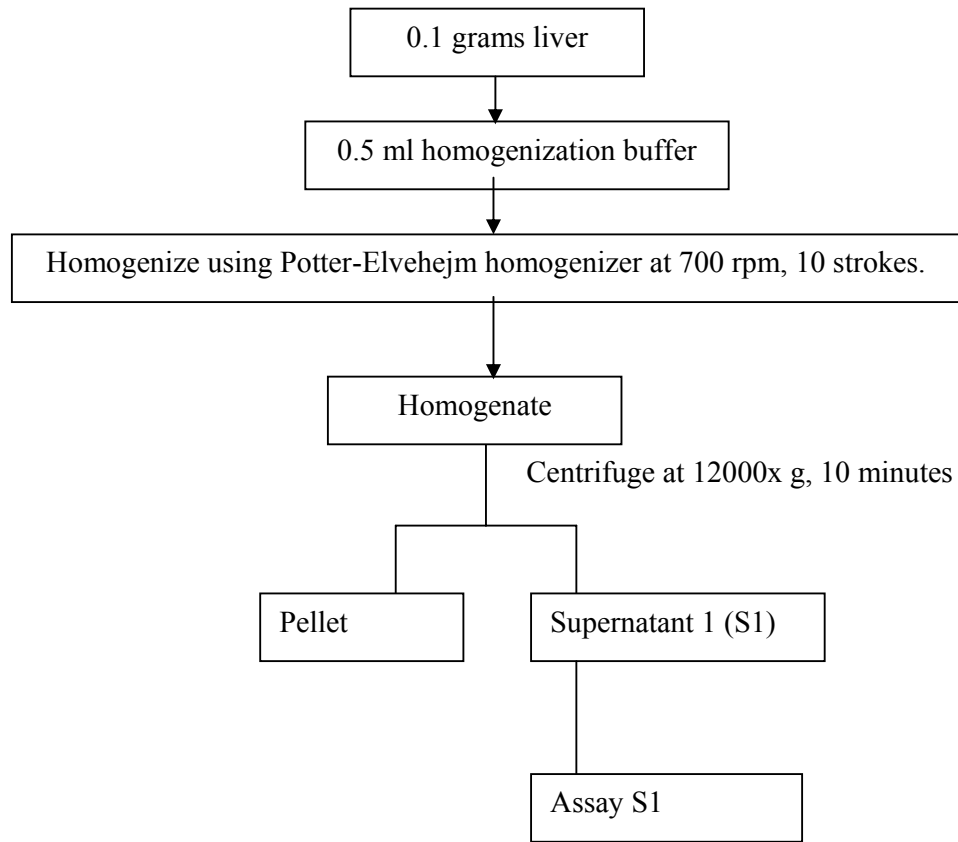 0.1 grams liver
0.5 ml homogenization buffer
Homogenize using Potter-Elvehjem homogenizer at 700 rpm, 10 strokes.
Homogenate
Centrifuge at 12000x g, 10 minutes
Pellet
Supernatant 1 (S1)
Assay S1